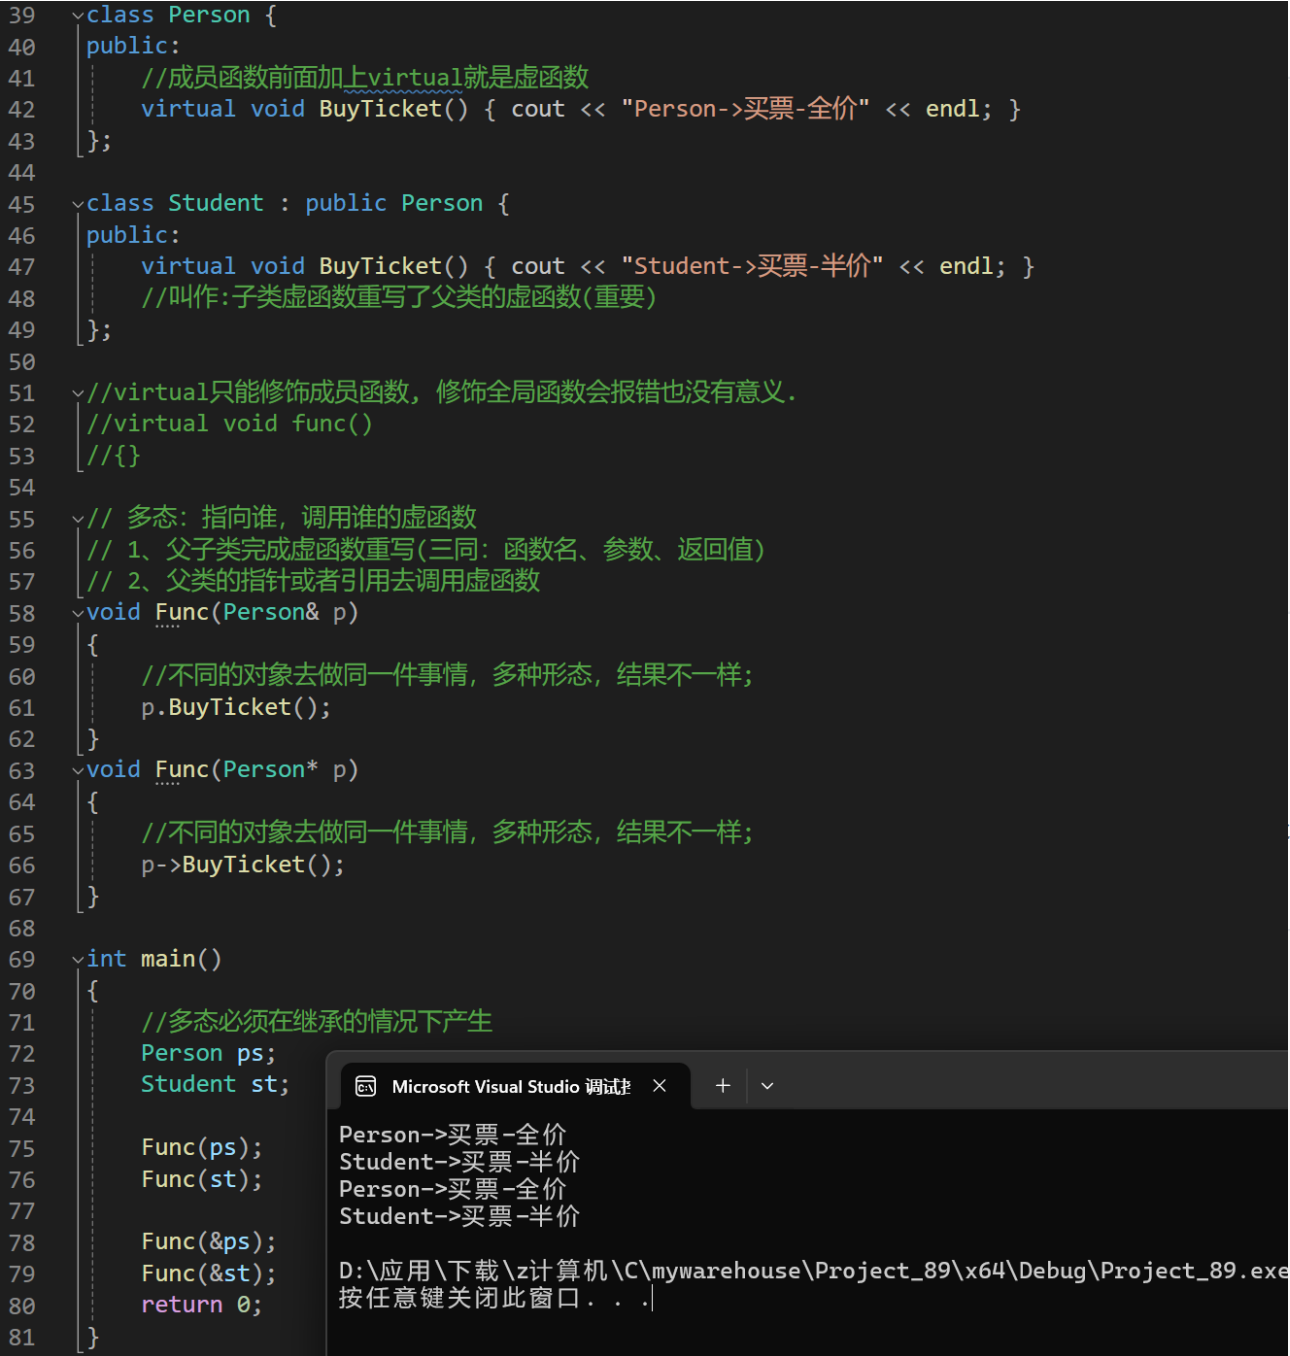 39 class Person {
40 public:
41 //成员函数前面加上virtual就是虚函数
42 virtual void BuyTicket() { cout << "Person->买票-全价" << endl; }
43 };
44
45 class Student : public Person {
46 public:
47 virtual void BuyTicket() { cout << "Student->买票-半价" << endl; }
48 //叫作:子类虚函数重写了父类的虚函数(重要)
49 };
50
51 //virtual只能修饰成员函数, 修饰全局函数会报错也没有意义.
52 //virtual void func()
53 //{}
54
55 // 多态：指向谁，调用谁的虚函数
56 // 1、父子类完成虚函数重写(三同：函数名、参数、返回值)
57 // 2、父类的指针或者引用去调用虚函数
58 void Func(Person& p)
59 {
60 //不同的对象去做同一件事情，多种形态，结果不一样;
61 p.BuyTicket();
62 }
63 void Func(Person* p)
64 {
65 //不同的对象去做同一件事情，多种形态，结果不一样;
66 p->BuyTicket();
67 }
68
69 int main()
70 {
71 //多态必须在继承的情况下产生
72 Person ps;
73 Student st;
74
75 Func(ps);
76 Func(st);
77
78 Func(&ps);
79 Func(&st);
80 return 0;
81 }
Microsoft Visual Studio 调试
Person->买票-全价
Student->买票-半价
Person->买票-全价
Student->买票-半价
D:\应用\下载\z计算机\C\mywarehouse\Project_89\x64\Debug\Project_89.exe
按任意键关闭此窗口. . .